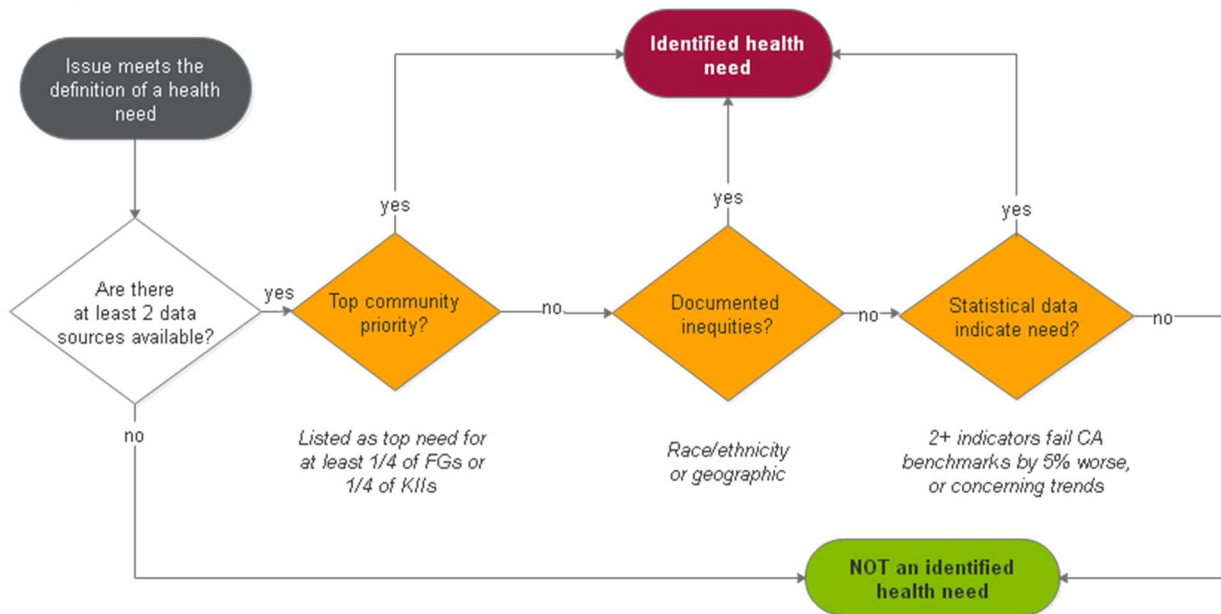 Issue meets the
definition of a health
need
Identified health
need
yes
yes
yes
Are there
at least 2 data
sources available?
yes
Top community
priority?
no
Documented
inequities?
no
Statistical data
indicate need?
no
no
Listed as top need for
at least 1/4 of FGs or
1/4 of KIIs
Race/ethnicity
or geographic
2+ indicators fail CA
benchmarks by 5% worse,
or concerning trends
NOT an identified
health need